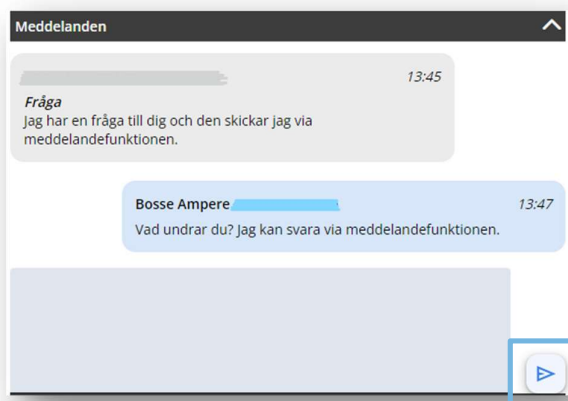 Meddelanden
13:45
Fråga
Jag har en fråga till dig och den skickar jag via
meddelandefunktionen.
Bosse Ampere 13:47
Vad undrar du? Jag kan svara via meddelandefunktionen.